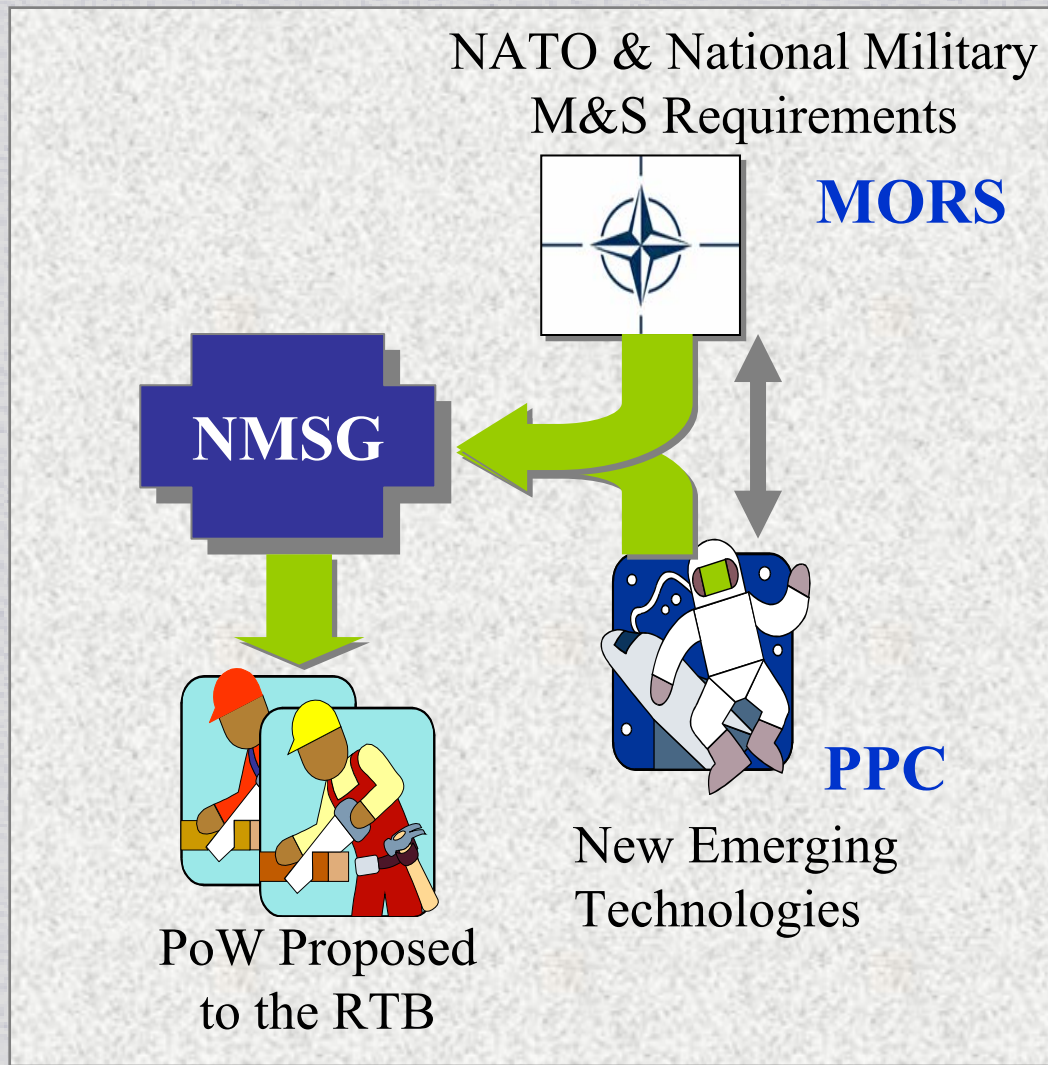 NATO & National Military
M&S Requirements
MORS
NMSG
PPC
New Emerging
Technologies
PoW Proposed
to the RTB